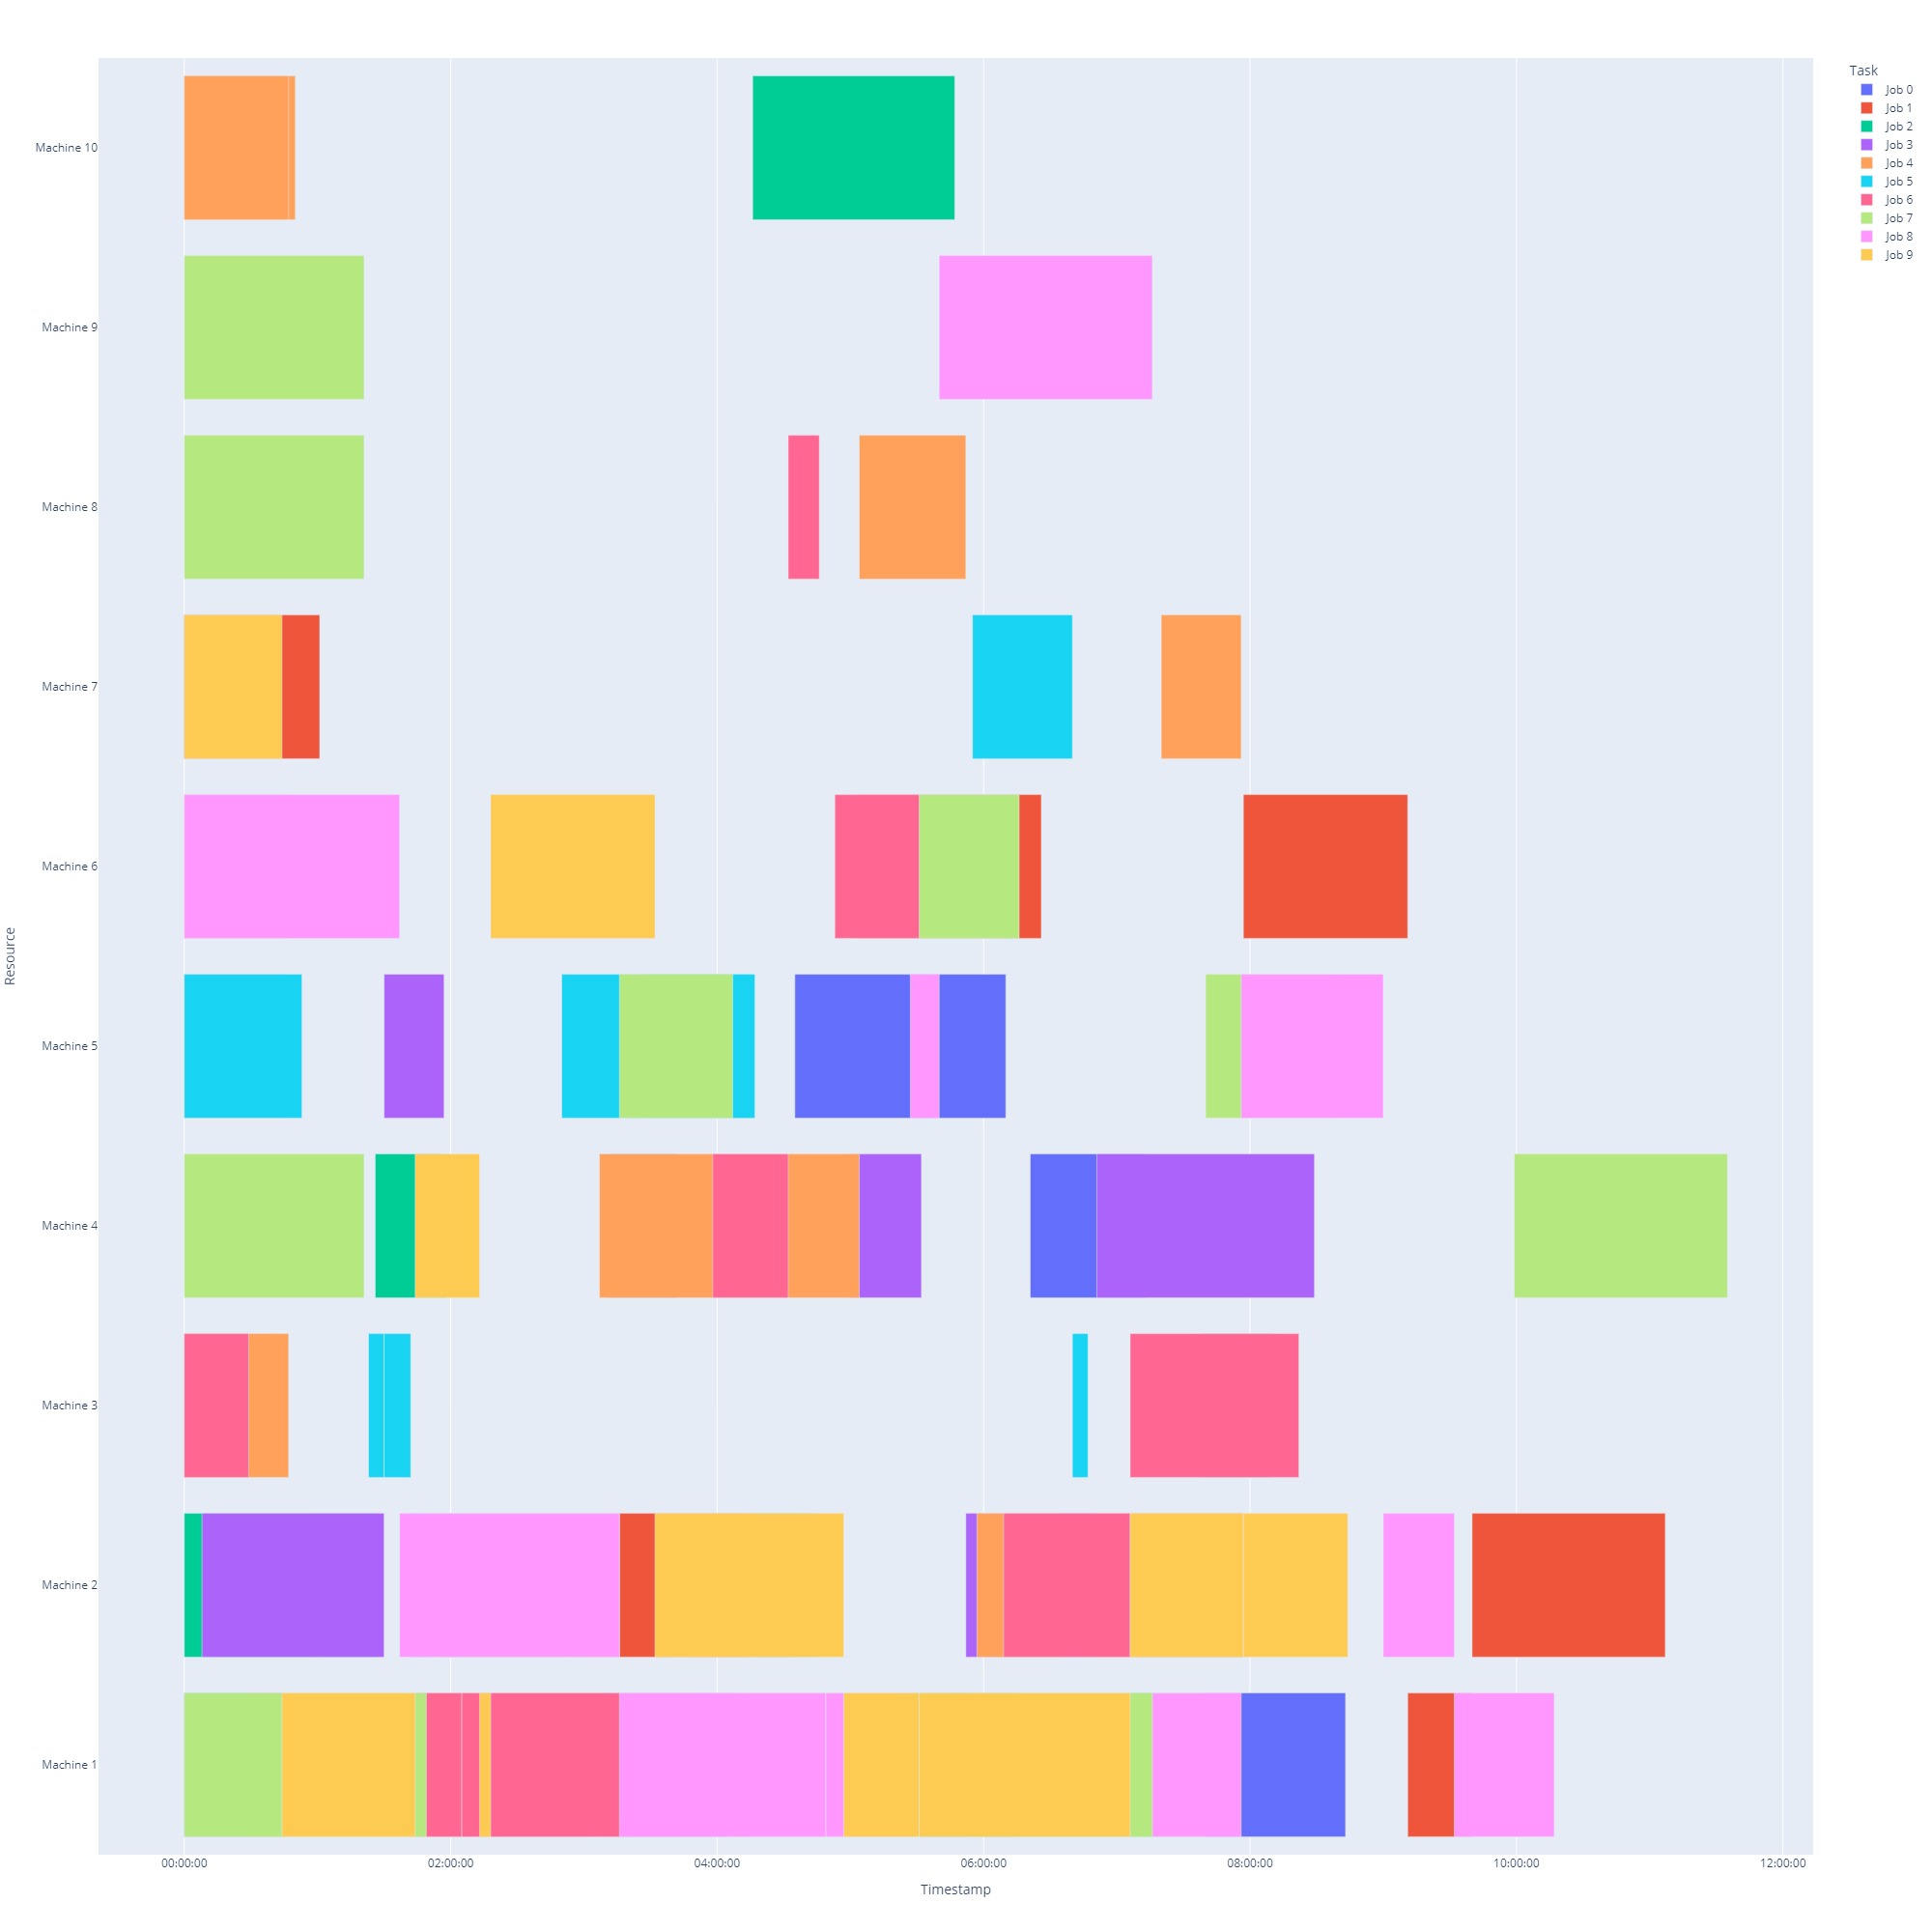 Task
Job 0
Job 1
Job 2
Job 3
Job 4
Job 5
Job 6
Job 7
Job 8
Job 9
Machine 10
Machine 9
Machine 8
Machine 7
Machine 6
Machine 5
Machine 4
Machine 3
Machine 2
Machine 1
Resource
00:00:00 02:00:00 04:00:00 06:00:00 08:00:00 10:00:00 12:00:00
Timestamp